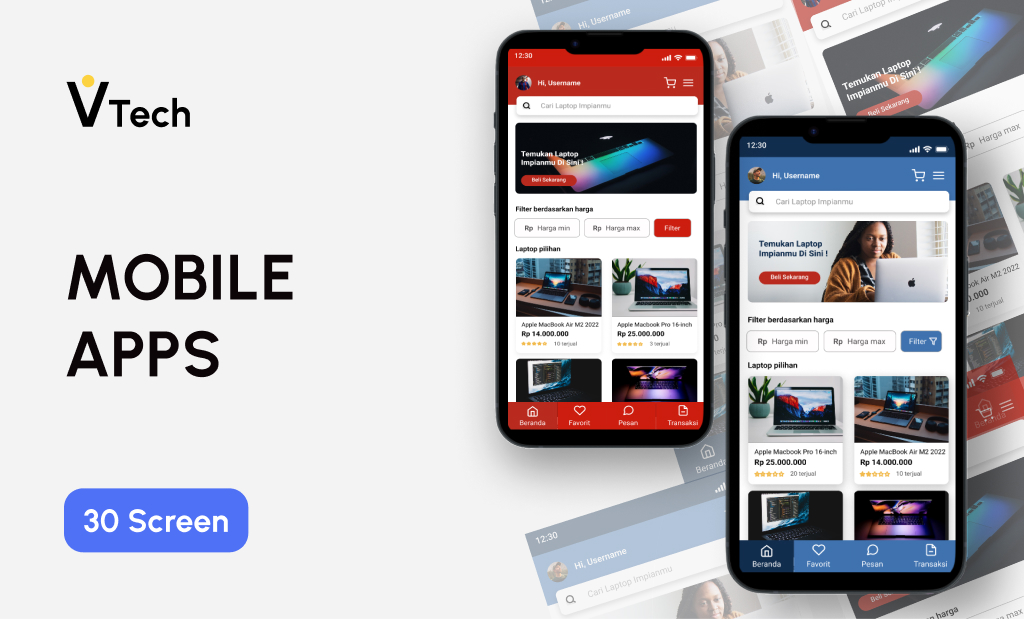 VTech
MOBILE
APPS
30 Screen
12:30
Hi, Username
Cari Laptop Impianmu
Temukan Laptop
Impianmu Di Sini !
Beli Sekarang
Filter berdasarkan harga
Rp Harga min
Rp Harga max
Filter
Laptop pilihan
Apple MacBook Air M2 2022
Rp 14.000.000
10 terjual
Apple MacBook Pro 16-inch
Rp 25.000.000
3 terjual
Beranda
Favorit
Pesan
Transaksi
12:30
Hi, Username
Cari Laptop Impianmu
Temukan Laptop
Impianmu Di Sini !
Beli Sekarang
Filter berdasarkan harga
Rp Harga min
Rp Harga max
Filter
Laptop pilihan
Apple Macbook Pro 16-inch
Rp 25.000.000
20 terjual
Apple MacBook Air M2 2022
Rp 14.000.000
10 terjual
Beranda
Favorit
Pesan
Transaksi
Hi, Username
Cari Laptop Impianmu
Temukan Laptop
Impianmu Di Sini !
Beli Sekarang
Rp Harga max
Air M2 2022
10 terjual
Beranda
12:30
Hi, Username
Cari Laptop Impianmu